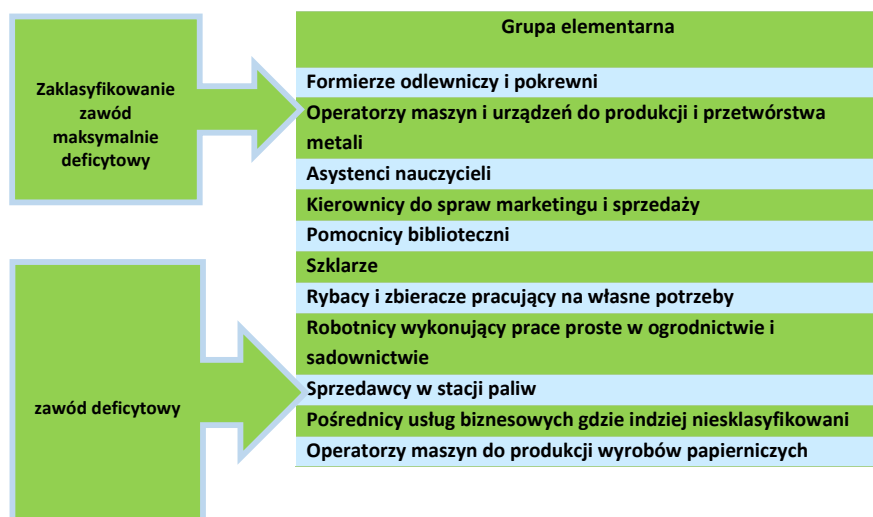 Zaklasyfikowanie
zawód
maksymalnie
deficytowy
zawód deficytowy
Grupa elementarna
Formierze odlewniczy i pokrewni
Operatorzy maszyn i urządzeń do produkcji i przetwórstwa
metali
Asystenci nauczycieli
Kierownicy do spraw marketingu i sprzedaży
Pomocnicy biblioteczni
Szklarze
Rybacy i zbieracze pracujący na własne potrzeby
Robotnicy wykonujący prace proste w ogrodnictwie i
sadownictwie
Sprzedawcy w stacji paliw
Pośrednicy usług biznesowych gdzie indziej niesklasyfikowani
Operatorzy maszyn do produkcji wyrobów papierniczych